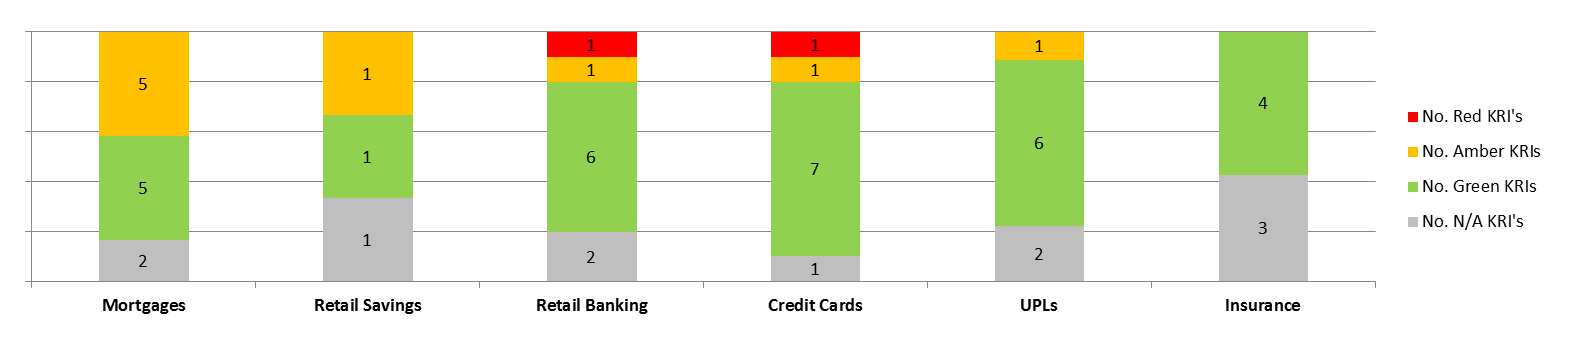 1 1
5 1 1 1 1
4
No. Red KRI's
No. Amber KRIs
No. Green KRIs
No. N/A KRI's
5 1 6 7 6
2 1 2 1 2 3
Mortgages Retail Savings Retail Banking Credit Cards UPLs Insurance